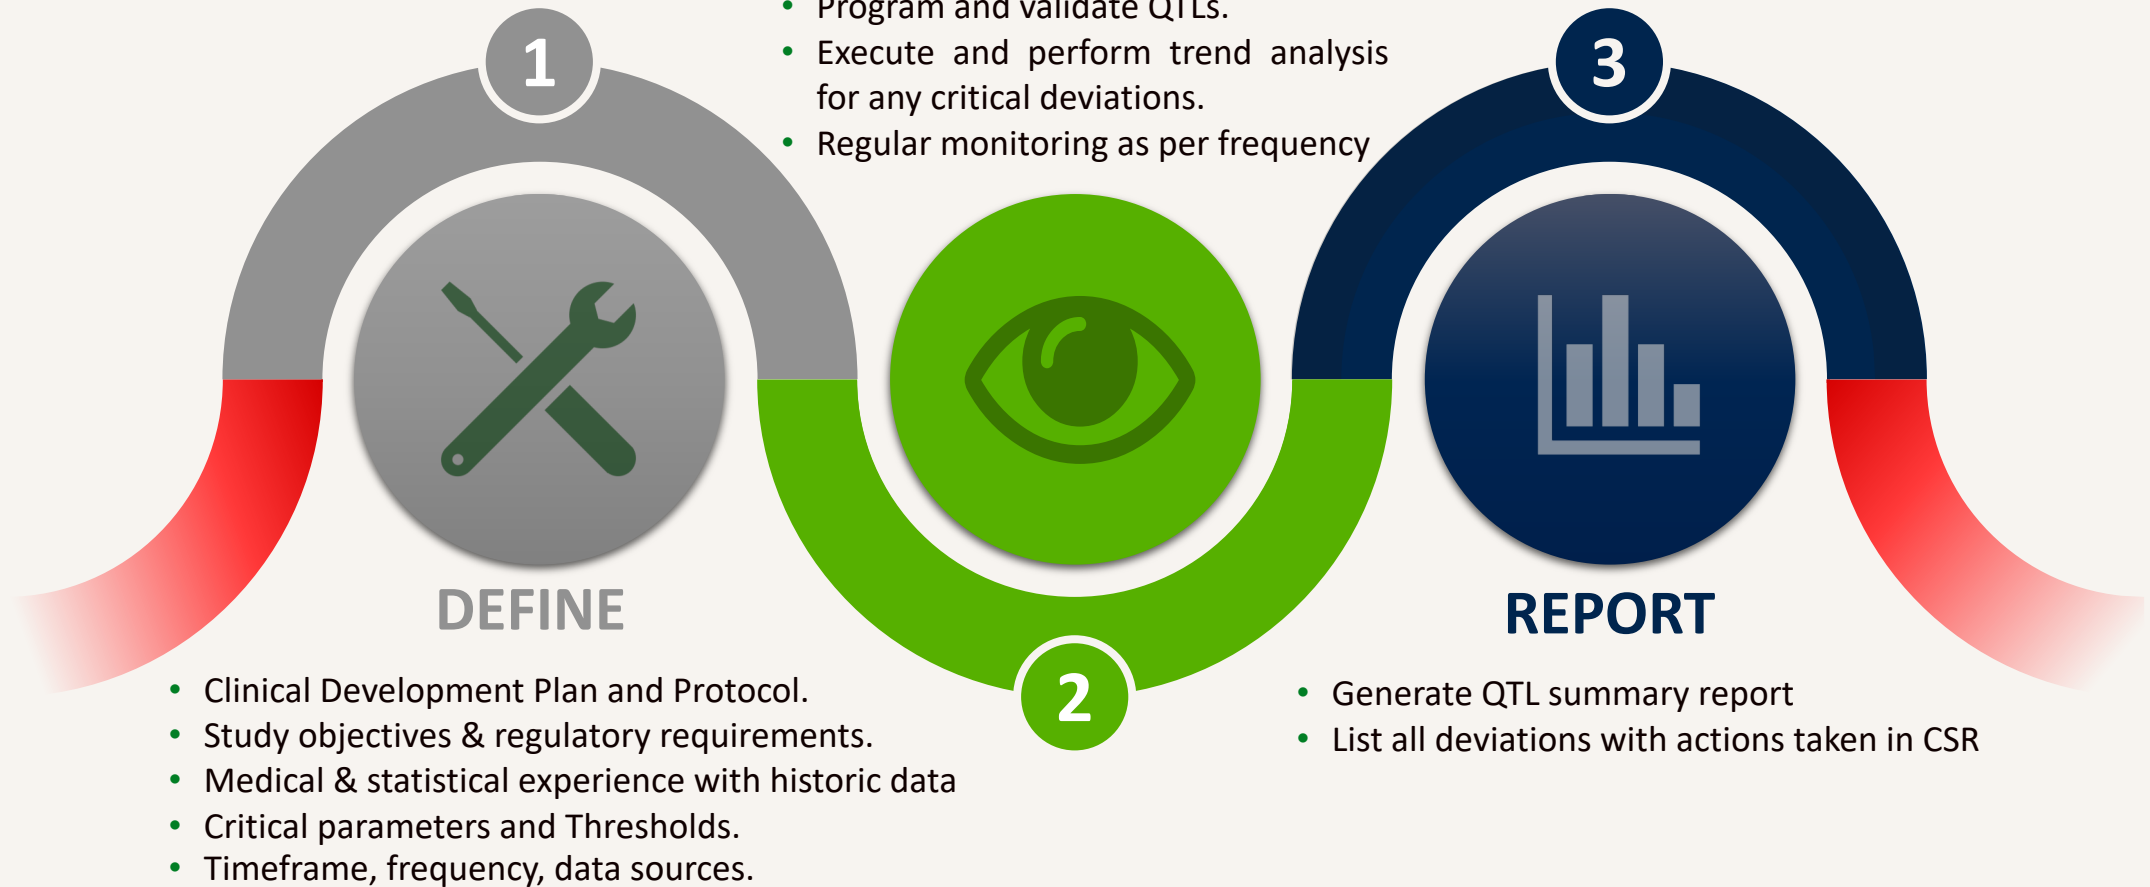 1
• Program and validate QTLs.
• Execute and perform trend analysis
for any critical deviations.
• Regular monitoring as per frequency
3
DEFINE
• Clinical Development Plan and Protocol.
• Study objectives & regulatory requirements.
• Medical & statistical experience with historic data
• Critical parameters and Thresholds.
• Timeframe, frequency, data sources.
2
REPORT
• Generate QTL summary report
• List all deviations with actions taken in CSR